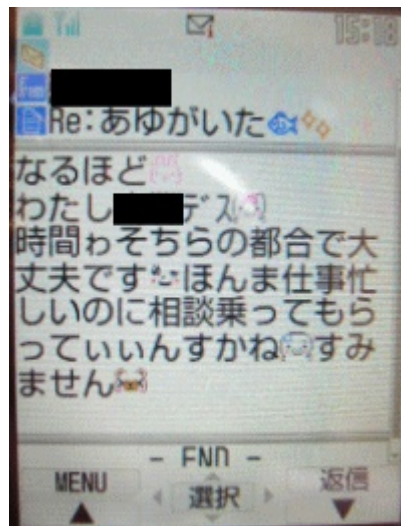 15:18
From
Re:あゆがいた
なるほど
わたし デス
時間ゎそちらの都合で大
丈夫です ほんま仕事忙
しいのに相談乗ってもら
ってぃぃんすかね すみ
ません
- END -
MENU
選択
返信